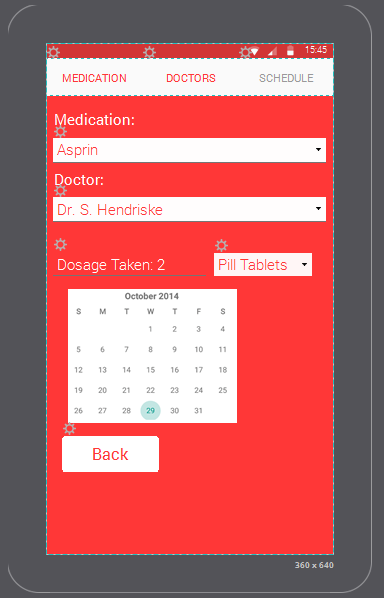 15:45
MEDICATION DOCTORS SCHEDULE
Medication:
Asprin
Doctor:
Dr. S. Hendriske
Dosage Taken: 2 Pill Tablets
October 2014
S M T W T F S
1 2 3 4
5 6 7 8 9 10 11
12 13 14 15 16 17 18
19 20 21 22 23 24 25
26 27 28 29 30 31
Back
360 x 640